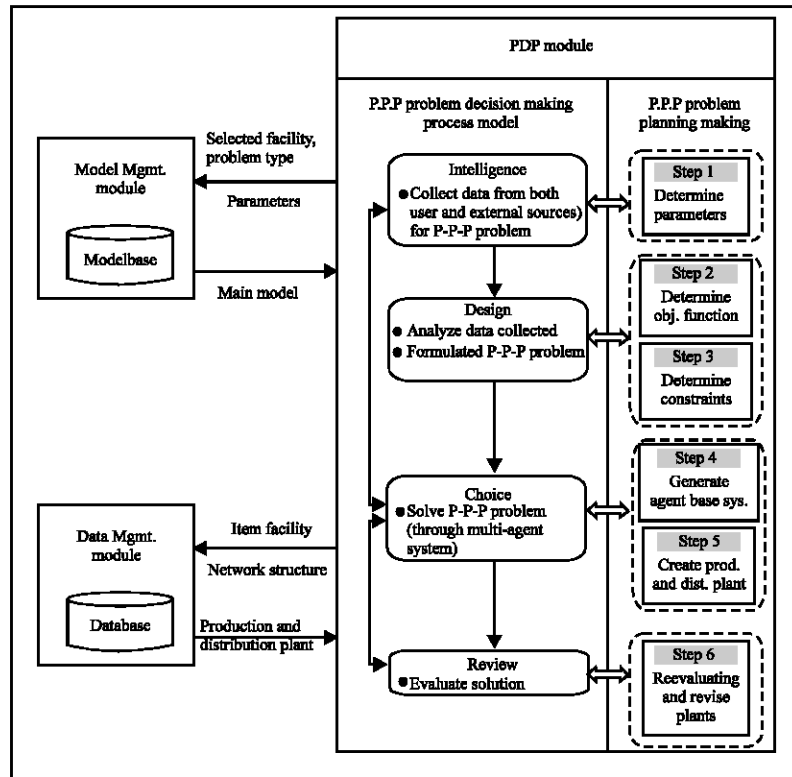 PDP module
P.P.P problem decision making
process model
P.P.P problem
planning making
Selected facility,
problem type
Model Mgmt.
module
Parameters
Modelbase
Main model
Intelligence
● Collect data from both
user and external sources)
for P-P-P problem
Step 1
Determine
parameters
Design
● Analyze data collected
● Formulated P-P-P problem
Step 2
Determine
obj. function
Step 3
Determine
constraints
Choice
● Solve P-P-P problem
(through multi-agent
system)
Step 4
Generate
agent base sys.
Step 5
Create prod.
and dist. plant
Data Mgmt.
module
Item facility
Network structure
Database
Production and
distribution plant
Review
● Evaluate solution
Step 6
Reevaluating
and revise
plants